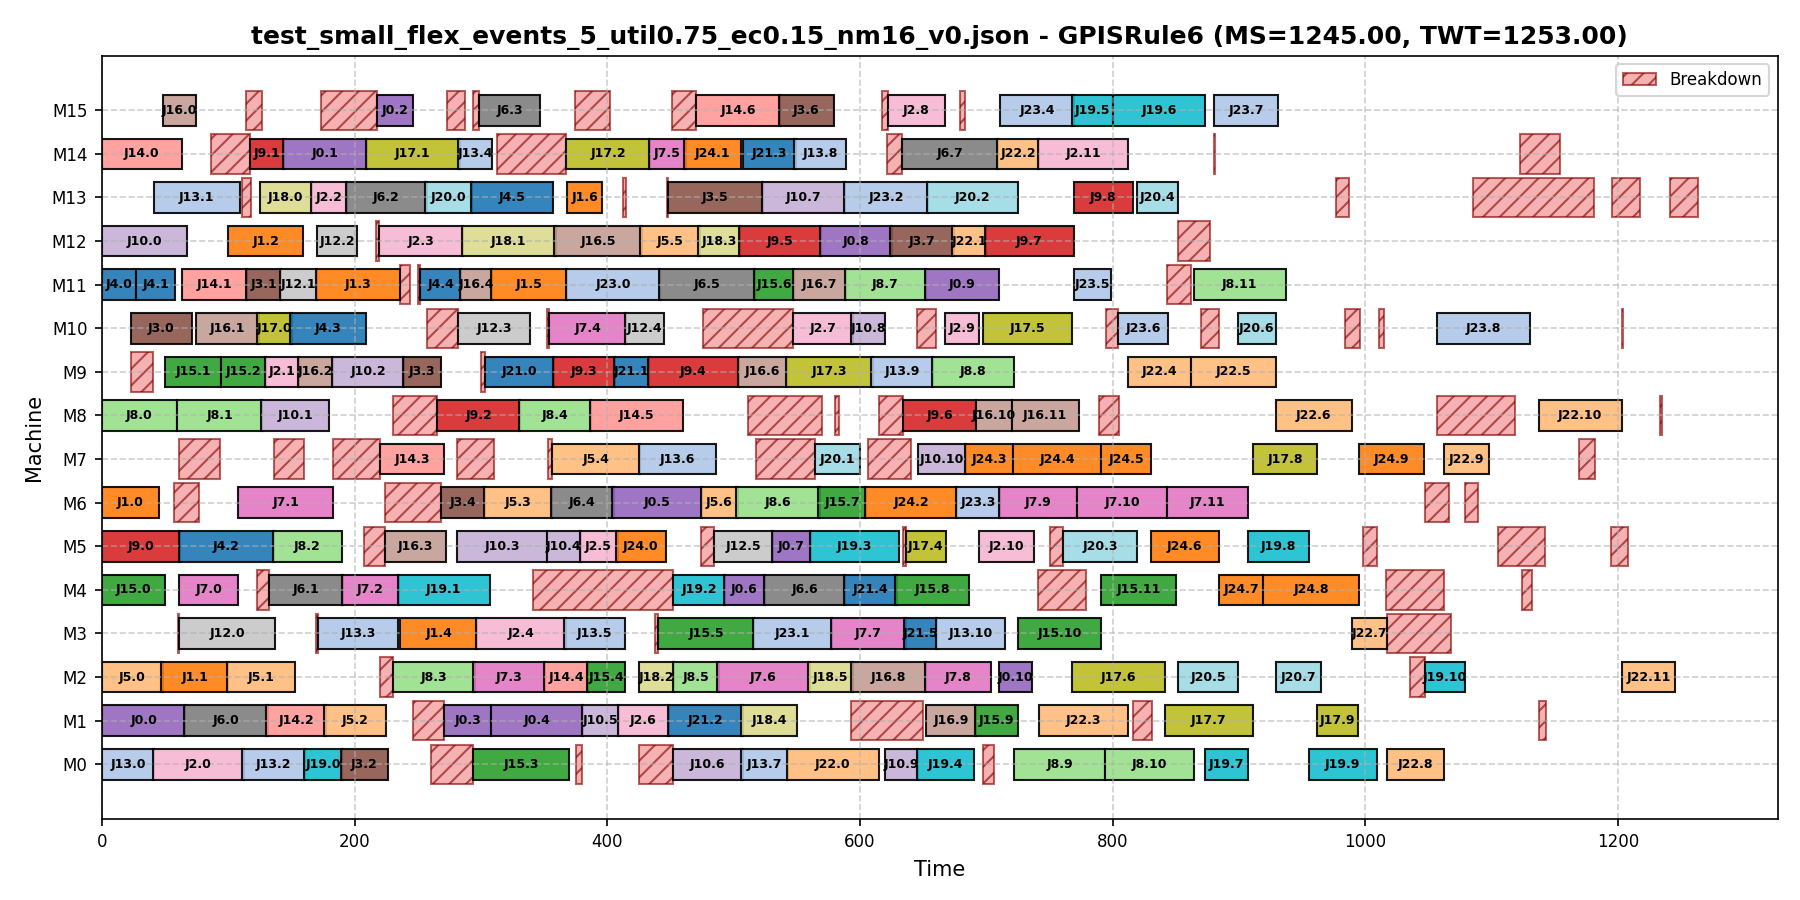 test_small_flex_events_5_util0.75_ec0.15_nm16_v0.json - GPISRule6 (MS=1245.00, TWT=1253.00)
Breakdown
M15 J16.0 J0.2 J6.3 J14.6 J3.6 J2.8 J23.4 J19.5 J19.6 J23.7
M14 J14.0 J9.1 J0.1 J17.1 J13.4 J17.2 J7.5 J24.1 J21.3 J13.8 J6.7 J22.2 J2.11
M13 J13.1 J18.0 J2.2 J6.2 J20.0 J4.5 J1.6 J3.5 J10.7 J23.2 J20.2 J9.8 J20.4
M12 J10.0 J1.2 J12.2 J2.3 J18.1 J16.5 J5.5 J18.3 J9.5 J0.8 J3.7 J22.1 J9.7
M11 J4.0 J4.1 J14.1 J3.1 J12.1 J1.3 J4.4 J16.4 J1.5 J23.0 J6.5 J15.6 J16.7 J8.7 J0.9 J23.5 J8.11
M10 J3.0 J16.1 J17.0 J4.3 J12.3 J7.4 J12.4 J2.7 J10.8 J2.9 J17.5 J23.6 J20.6 J23.8
M9 J15.1 J15.2 J2.1 J16.2 J10.2 J3.3 J21.0 J9.3 J21.1 J9.4 J16.6 J17.3 J13.9 J8.8 J22.4 J22.5
M8 J8.0 J8.1 J10.1 J9.2 J8.4 J14.5 J9.6 J16.10 J16.11 J22.6 J22.10
M7 J14.3 J5.4 J13.6 J20.1 J10.10 J24.3 J24.4 J24.5 J17.8 J24.9 J22.9
M6 J1.0 J7.1 J3.4 J5.3 J6.4 J0.5 J5.6 J8.6 J15.7 J24.2 J23.3 J7.9 J7.10 J7.11
M5 J9.0 J4.2 J8.2 J16.3 J10.3 J10.4 J2.5 J24.0 J12.5 J0.7 J19.3 J17.4 J2.10 J20.3 J24.6 J19.8
M4 J15.0 J7.0 J6.1 J7.2 J19.1 J19.2 J0.6 J6.6 J21.4 J15.8 J15.11 J24.7 J24.8
M3 J12.0 J13.3 J1.4 J2.4 J13.5 J15.5 J23.1 J7.7 J21.5 J13.10 J15.10 J22.7
M2 J5.0 J1.1 J5.1 J8.3 J7.3 J14.4 J15.4 J18.2 J8.5 J7.6 J18.5 J16.8 J7.8 J0.10 J17.6 J20.5 J20.7 J19.10 J22.11
M1 J0.0 J6.0 J14.2 J5.2 J0.3 J0.4 J10.5 J2.6 J21.2 J18.4 J16.9 J15.9 J22.3 J17.7 J17.9
M0 J13.0 J2.0 J13.2 J19.0 J3.2 J15.3 J10.6 J13.7 J22.0 J10.9 J19.4 J8.9 J8.10 J19.7 J19.9 J22.8
0 200 400 600 800 1000 1200
Time
Machine